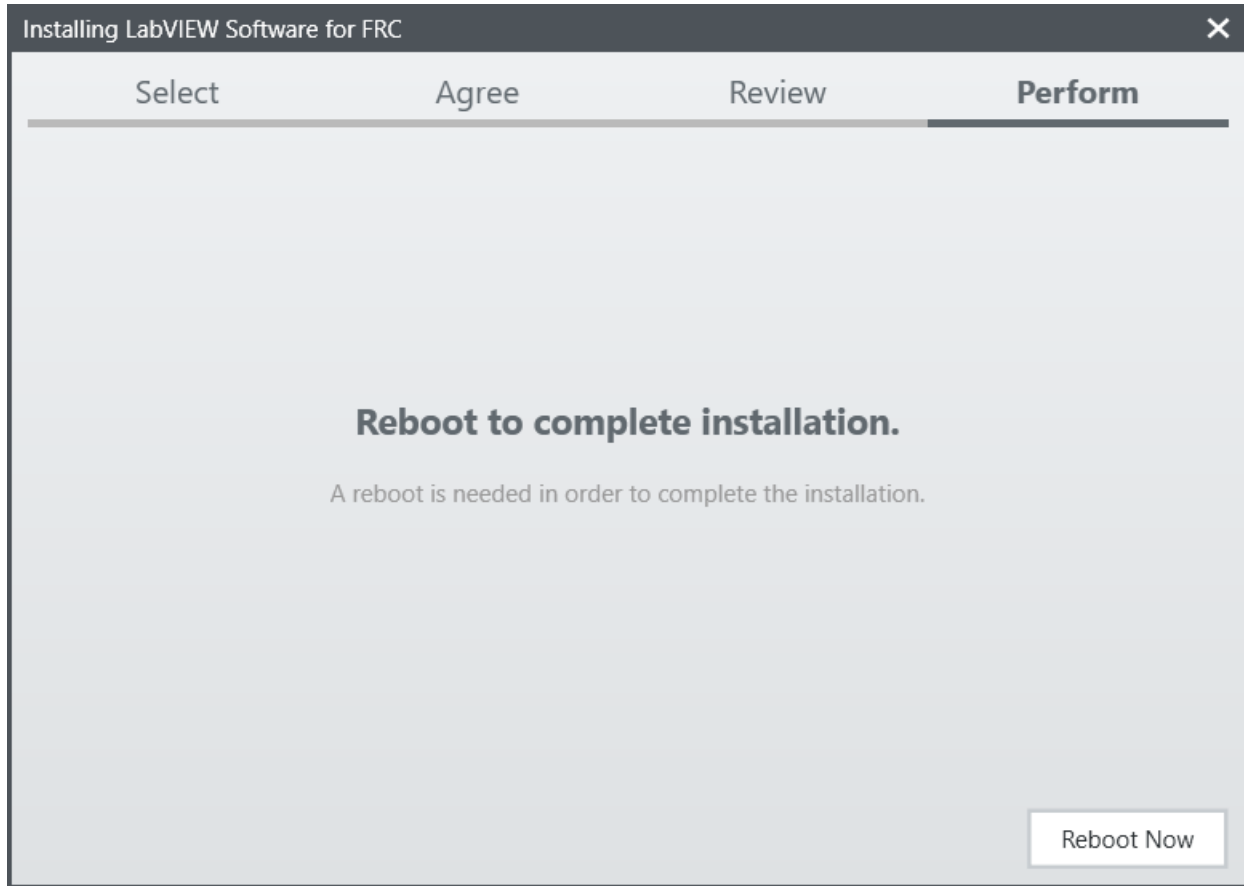 Installing LabVIEW Software for FRC
Select Agree Review Perform
Reboot to complete installation.
A reboot is needed in order to complete the installation.
Reboot Now